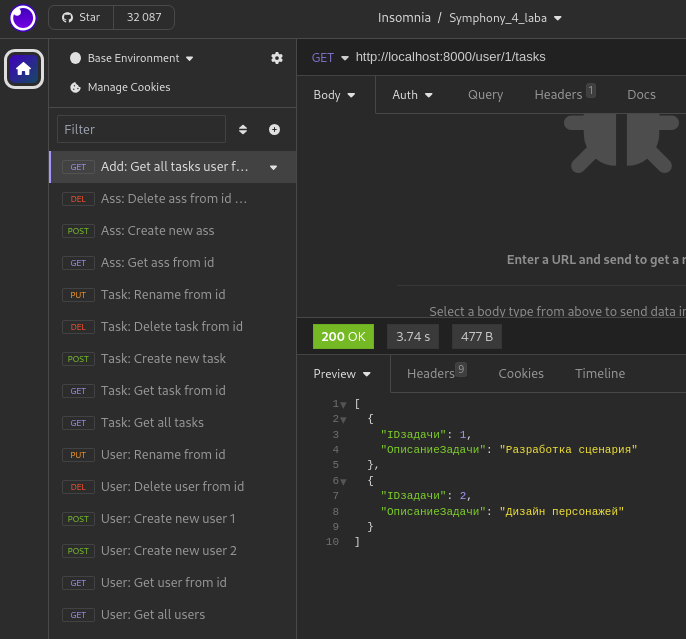 Star 32 087
Insomnia / Symphony_4_laba
Base Environment
Manage Cookies
Filter
GET Add: Get all tasks user f...
DEL Ass: Delete ass from id ...
POST Ass: Create new ass
GET Ass: Get ass from id
PUT Task: Rename from id
DEL Task: Delete task from id
POST Task: Create new task
GET Task: Get task from id
GET Task: Get all tasks
PUT User: Rename from id
DEL User: Delete user from id
POST User: Create new user 1
POST User: Create new user 2
GET User: Get user from id
GET User: Get all users
GET http://localhost:8000/user/1/tasks
Body Auth Query Headers 1 Docs
Enter a URL and send to get a
Select a body type from above to send data
200 OK 3.74 s 477 B
Preview Headers 9 Cookies Timeline
1 [
2 {
3 "IDзадачи": 1,
4 "ОписаниеЗадачи": "Разработка сценария"
5 },
6 {
7 "IDзадачи": 2,
8 "ОписаниеЗадачи": "Дизайн персонажей"
9 }
10 ]